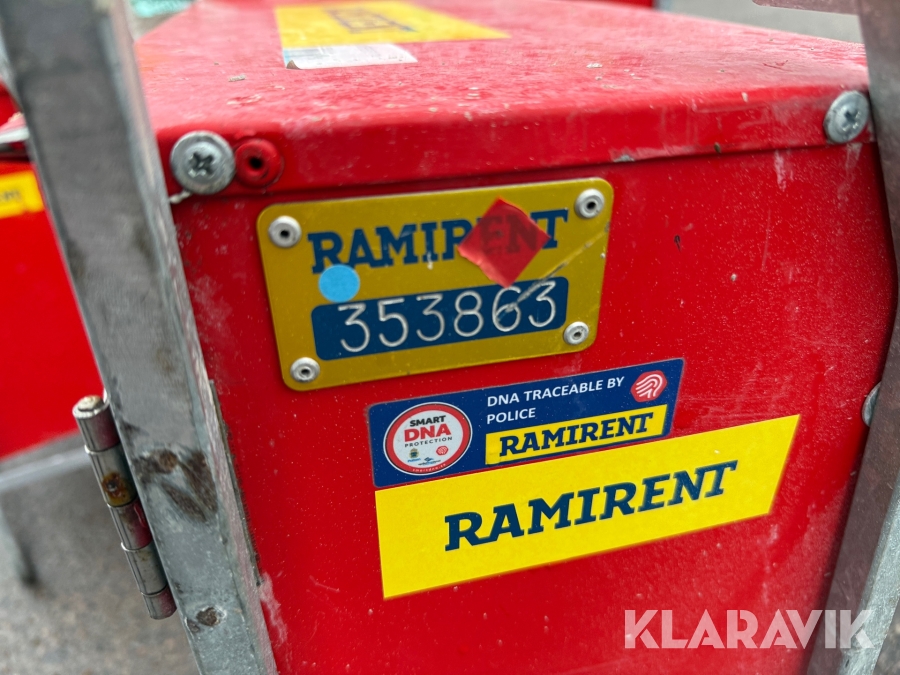 RAMIRENT
353863
DNA TRACEABLE BY
POLICE
SMART
DNA
PROTECTION
RAMIRENT
RAMIRENT
KLARAVIK